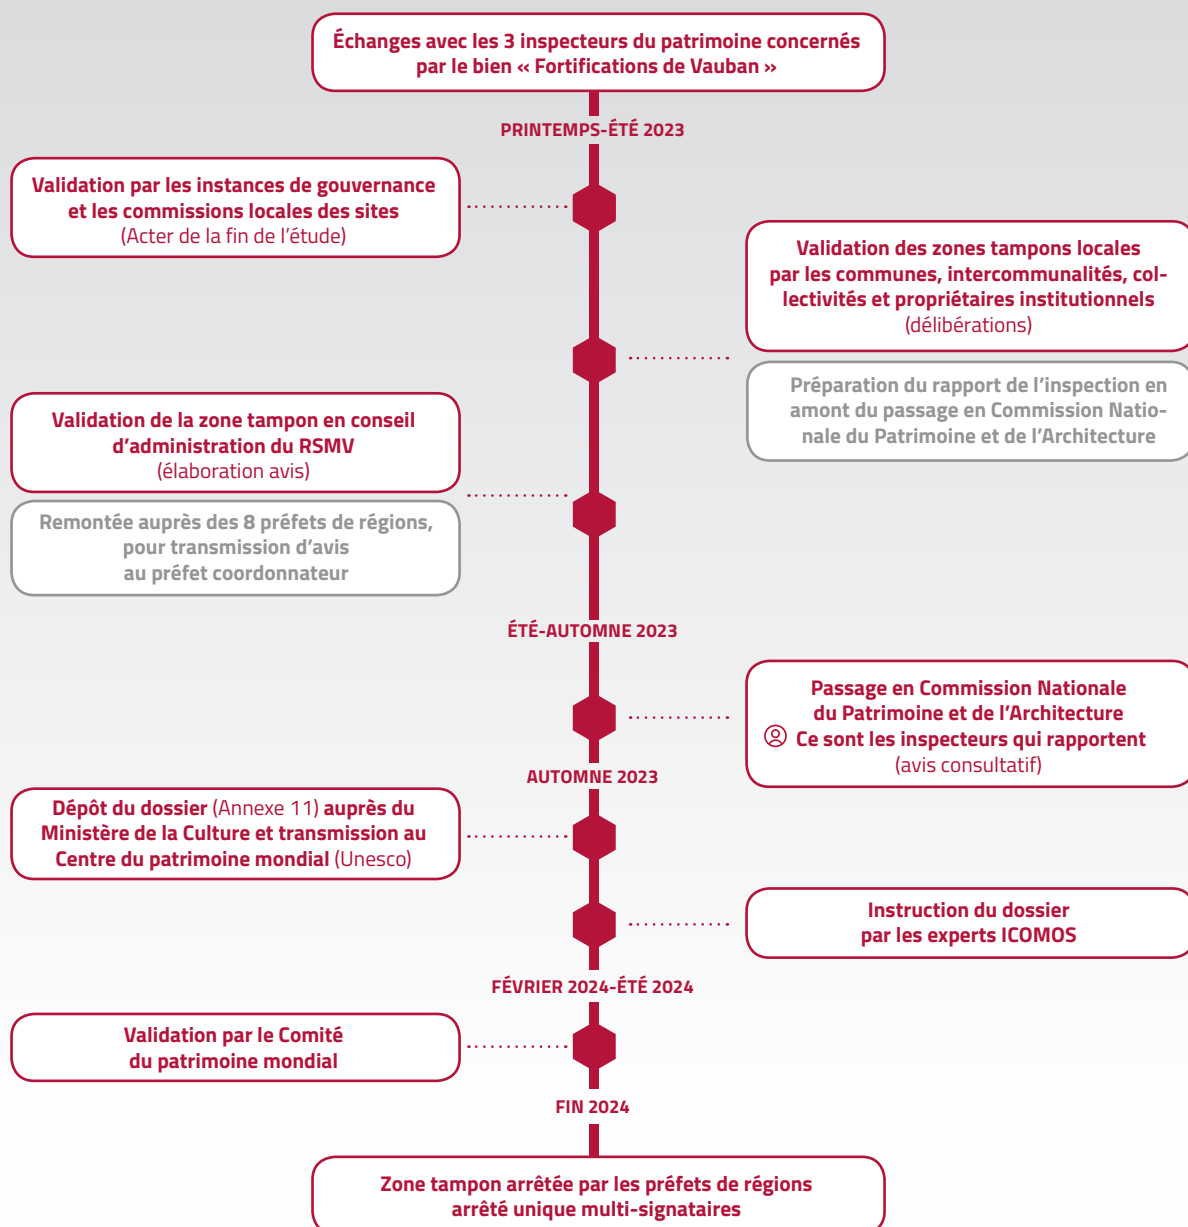 Échanges avec les 3 inspecteurs du patrimoine concernés
par le bien « Fortifications de Vauban »
PRINTEMPS-ÉTÉ 2023
Validation par les instances de gouvernance
et les commissions locales des sites
(Acter de la fin de l’étude)
Validation des zones tampons locales
par les communes, intercommunalités, col-
lectivités et propriétaires institutionnels
(délibérations)
Préparation du rapport de l’inspection en
amont du passage en Commission Natio-
nale du Patrimoine et de l’Architecture
Validation de la zone tampon en conseil
d’administration du RSMV
(élaboration avis)
Remontée auprès des 8 préfets de régions,
pour transmission d’avis
au préfet coordonnateur
ÉTÉ-AUTOMNE 2023
Passage en Commission Nationale
du Patrimoine et de l’Architecture
Ce sont les inspecteurs qui rapportent
(avis consultatif)
AUTOMNE 2023
Dépôt du dossier (Annexe 11) auprès du
Ministère de la Culture et transmission au
Centre du patrimoine mondial (Unesco)
Instruction du dossier
par les experts ICOMOS
FÉVRIER 2024-ÉTÉ 2024
Validation par le Comité
du patrimoine mondial
FIN 2024
Zone tampon arrêtée par les préfets de régions
arrêté unique multi-signataires